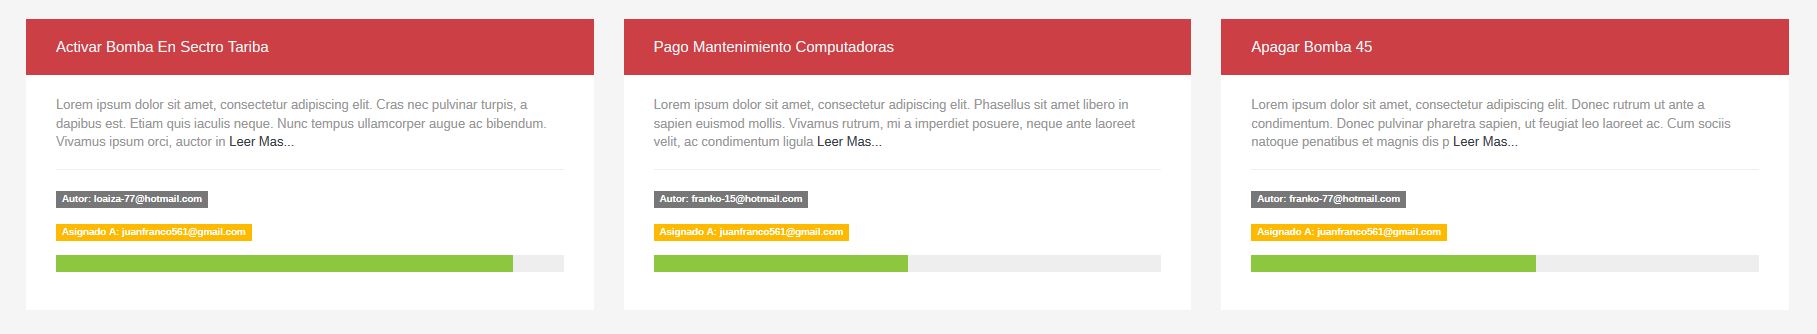 Activar Bomba En Sectro Tariba
Lorem ipsum dolor sit amet, consectetur adipiscing elit. Cras nec pulvinar turpis, a
dapibus est. Etiam quis iaculis neque. Nunc tempus ullamcorper augue ac bibendum.
Vivamus ipsum orci, auctor in Leer Mas...
Autor: loaiza-77@hotmail.com
Asignado A: juanfranco561@gmail.com
Pago Mantenimiento Computadoras
Lorem ipsum dolor sit amet, consectetur adipiscing elit. Phasellus sit amet libero in
sapien euismod mollis. Vivamus rutrum, mi a imperdiet posuere, neque ante laoreet
velit, ac condimentum ligula Leer Mas...
Autor: franko-15@hotmail.com
Asignado A: juanfranco561@gmail.com
Apagar Bomba 45
Lorem ipsum dolor sit amet, consectetur adipiscing elit. Donec rutrum ut ante a
condimentum. Donec pulvinar pharetra sapien, ut feugiat leo laoreet ac. Cum sociis
natoque penatibus et magnis dis p Leer Mas...
Autor: franko-77@hotmail.com
Asignado A: juanfranco561@gmail.com